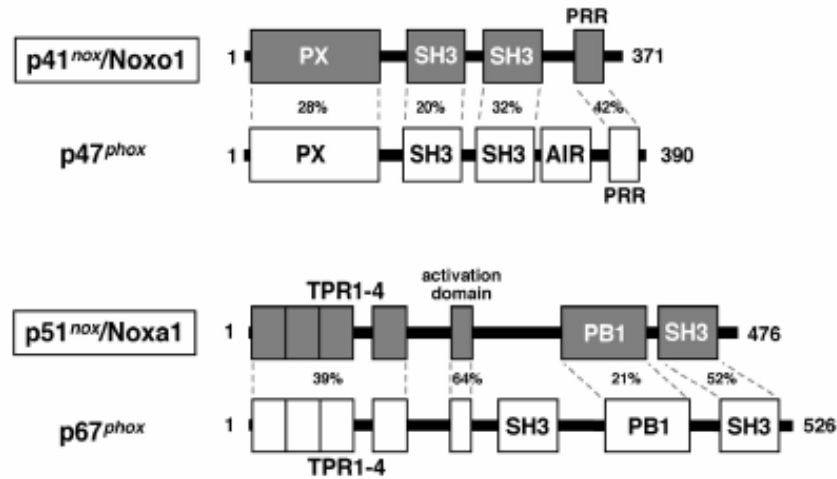 PRR
p41nox/Noxo1 1 PX SH3 SH3 371
28% 20% 32% 42%
p47phox 1 PX SH3 SH3 AIR 390
PRR
activation
domain
TPR1-4
p51nox/Noxa1 1 PB1 SH3 476
39% 64% 21% 52%
p67phox 1 SH3 PB1 SH3 526
TPR1-4